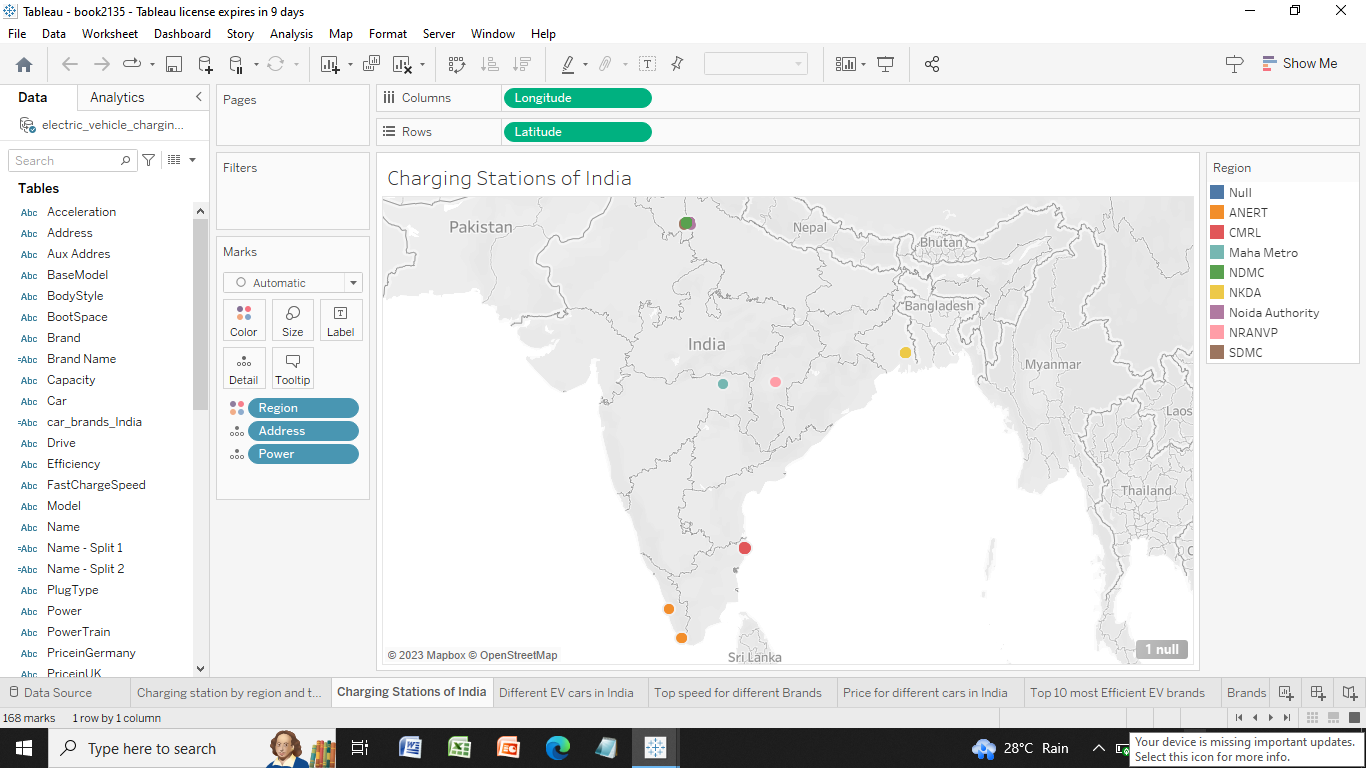 Tableau - book2135 - Tableau license expires in 9 days
File Data Worksheet Dashboard Story Analysis Map Format Server Window Help
Show Me
Data Analytics
electric_vehicle_chargin...
Search
Tables
Abc Acceleration
Abc Address
Abc Aux Addres
Abc BaseModel
Abc BodyStyle
Abc BootSpace
Abc Brand
=Abc Brand Name
Abc Capacity
Abc Car
=Abc car_brands_India
Abc Drive
Abc Efficiency
Abc FastChargeSpeed
Abc Model
Abc Name
=Abc Name - Split 1
=Abc Name - Split 2
Abc PlugType
Abc Power
Abc PowerTrain
Abc PriceinGermany
Abc PriceinUK
Pages
Filters
Marks
Automatic
Color Size Label
Detail Tooltip
Region
Address
Power
Columns Longitude
Rows Latitude
Charging Stations of India
Pakistan
Nepal
Bhutan
Bangladesh
India
Myanmar
Laos
Thailand
Sri Lanka
© 2023 Mapbox © OpenStreetMap
1 null
Region
Null
ANERT
CMRL
Maha Metro
NDMC
NKDA
Noida Authority
NRANVP
SDMC
Data Source Charging station by region and t... Charging Stations of India Different EV cars in India Top speed for different Brands Price for different cars in India Top 10 most Efficient EV brands Brands
168 marks 1 row by 1 column
Type here to search
28°C Rain
Your device is missing important updates.
Select this icon for more info.